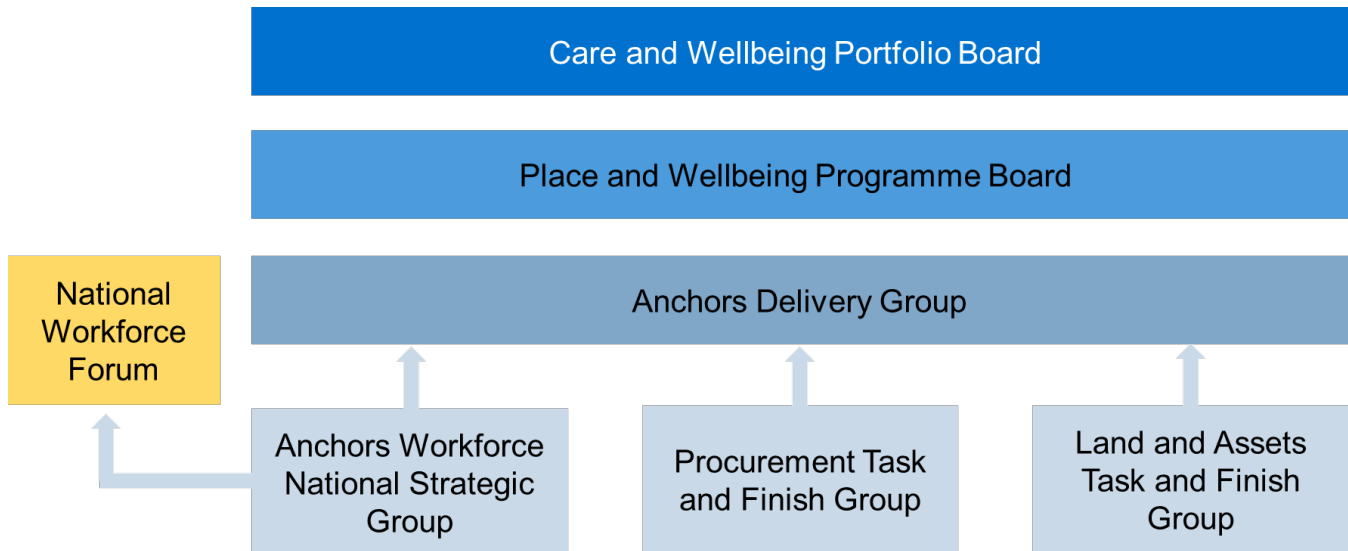 Care and Wellbeing Portfolio Board
Place and Wellbeing Programme Board
National
Workforce
Forum
Anchors Delivery Group
Anchors Workforce
National Strategic
Group
Procurement Task
and Finish Group
Land and Assets
Task and Finish
Group